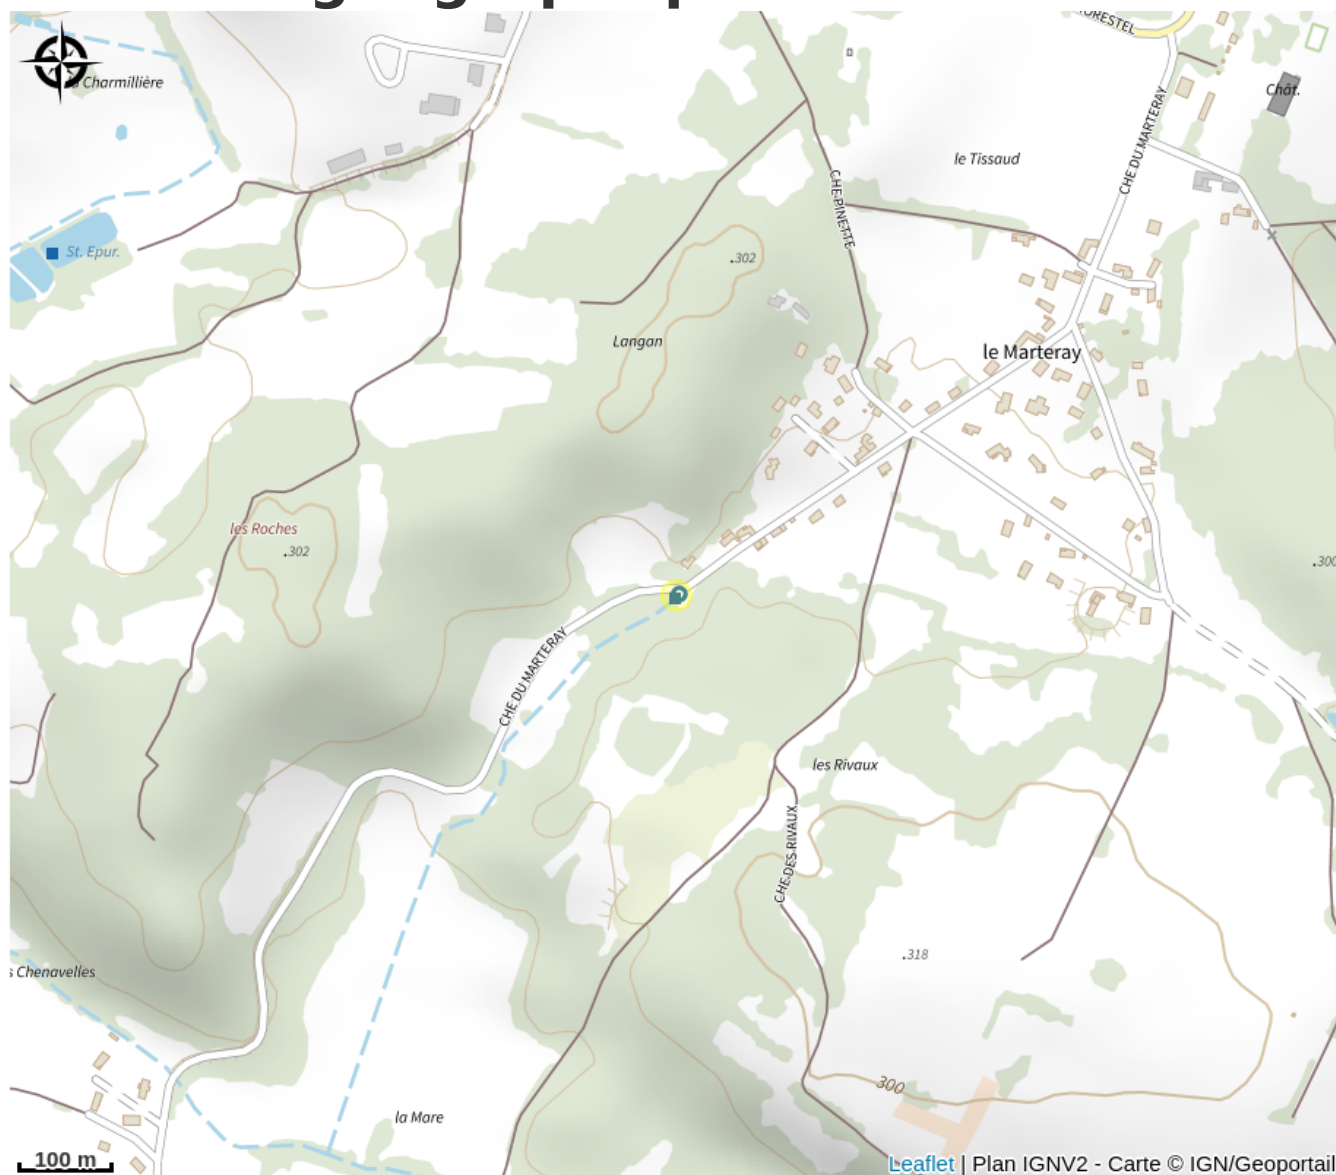 la Charmillière
St. Epur.
CHE PINETTE
le Tissaud
CHE DU MARTERAY
Chât.
.302
Langan
le Marteray
les Roches
.302
.300
CHE DU MARTERAY
les Rivaux
CHE DES RIVAUX
.318
Chenavelles
300
la Mare
100 m
Leaflet | Plan IGNV2 - Carte © IGN/Geoportail